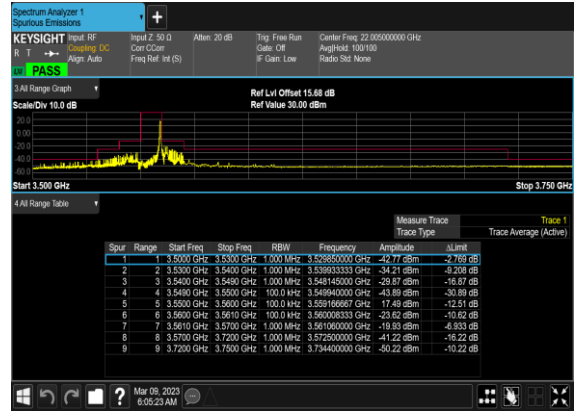 Spectrum Analyzer 1
Spurious Emissions
KEYSIGHT Input: RF Input Z: 50 Ω Atten: 20 dB Trig: Free Run Center Freq: 22.005000000 GHz
R T Coupling: DC Corr CCorr Gate: Off Avg|Hold: 100/100
Align: Auto Freq Ref: Int (S) IF Gain: Low Radio Std: None
PASS
3 All Range Graph
Ref Lvl Offset 15.68 dB
Scale/Div 10.0 dB Ref Value 30.00 dBm
20.0
0.00
-20.0
-40.0
-60.0
Start 3.500 GHz Stop 3.750 GHz
4 All Range Table
Measure Trace Trace 1
Trace Type Trace Average (Active)
Spur Range Start Freq Stop Freq RBW Frequency Amplitude ΔLimit
1 1 3.5000 GHz 3.5300 GHz 1.000 MHz 3.529850000 GHz -42.77 dBm -2.769 dB
2 2 3.5300 GHz 3.5400 GHz 1.000 MHz 3.539933333 GHz -34.21 dBm -9.208 dB
3 3 3.5400 GHz 3.5490 GHz 1.000 MHz 3.548145000 GHz -29.87 dBm -16.87 dB
4 4 3.5490 GHz 3.5500 GHz 100.0 kHz 3.549940000 GHz -43.89 dBm -30.89 dB
5 5 3.5500 GHz 3.5600 GHz 100.0 kHz 3.559166667 GHz 17.49 dBm -12.51 dB
6 6 3.5600 GHz 3.5610 GHz 100.0 kHz 3.560008333 GHz -23.62 dBm -10.62 dB
7 7 3.5610 GHz 3.5700 GHz 1.000 MHz 3.561060000 GHz -19.93 dBm -6.933 dB
8 8 3.5700 GHz 3.7200 GHz 1.000 MHz 3.572500000 GHz -41.22 dBm -16.22 dB
9 9 3.7200 GHz 3.7500 GHz 1.000 MHz 3.734400000 GHz -50.22 dBm -10.22 dB
Mar 09, 2023
6:05:23 AM